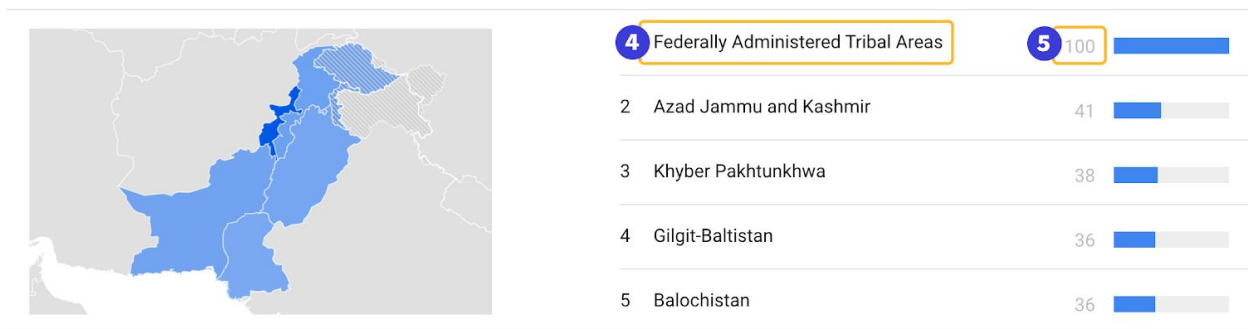 4 Federally Administered Tribal Areas 5 100
2 Azad Jammu and Kashmir 41
3 Khyber Pakhtunkhwa 38
4 Gilgit-Baltistan 36
5 Balochistan 36